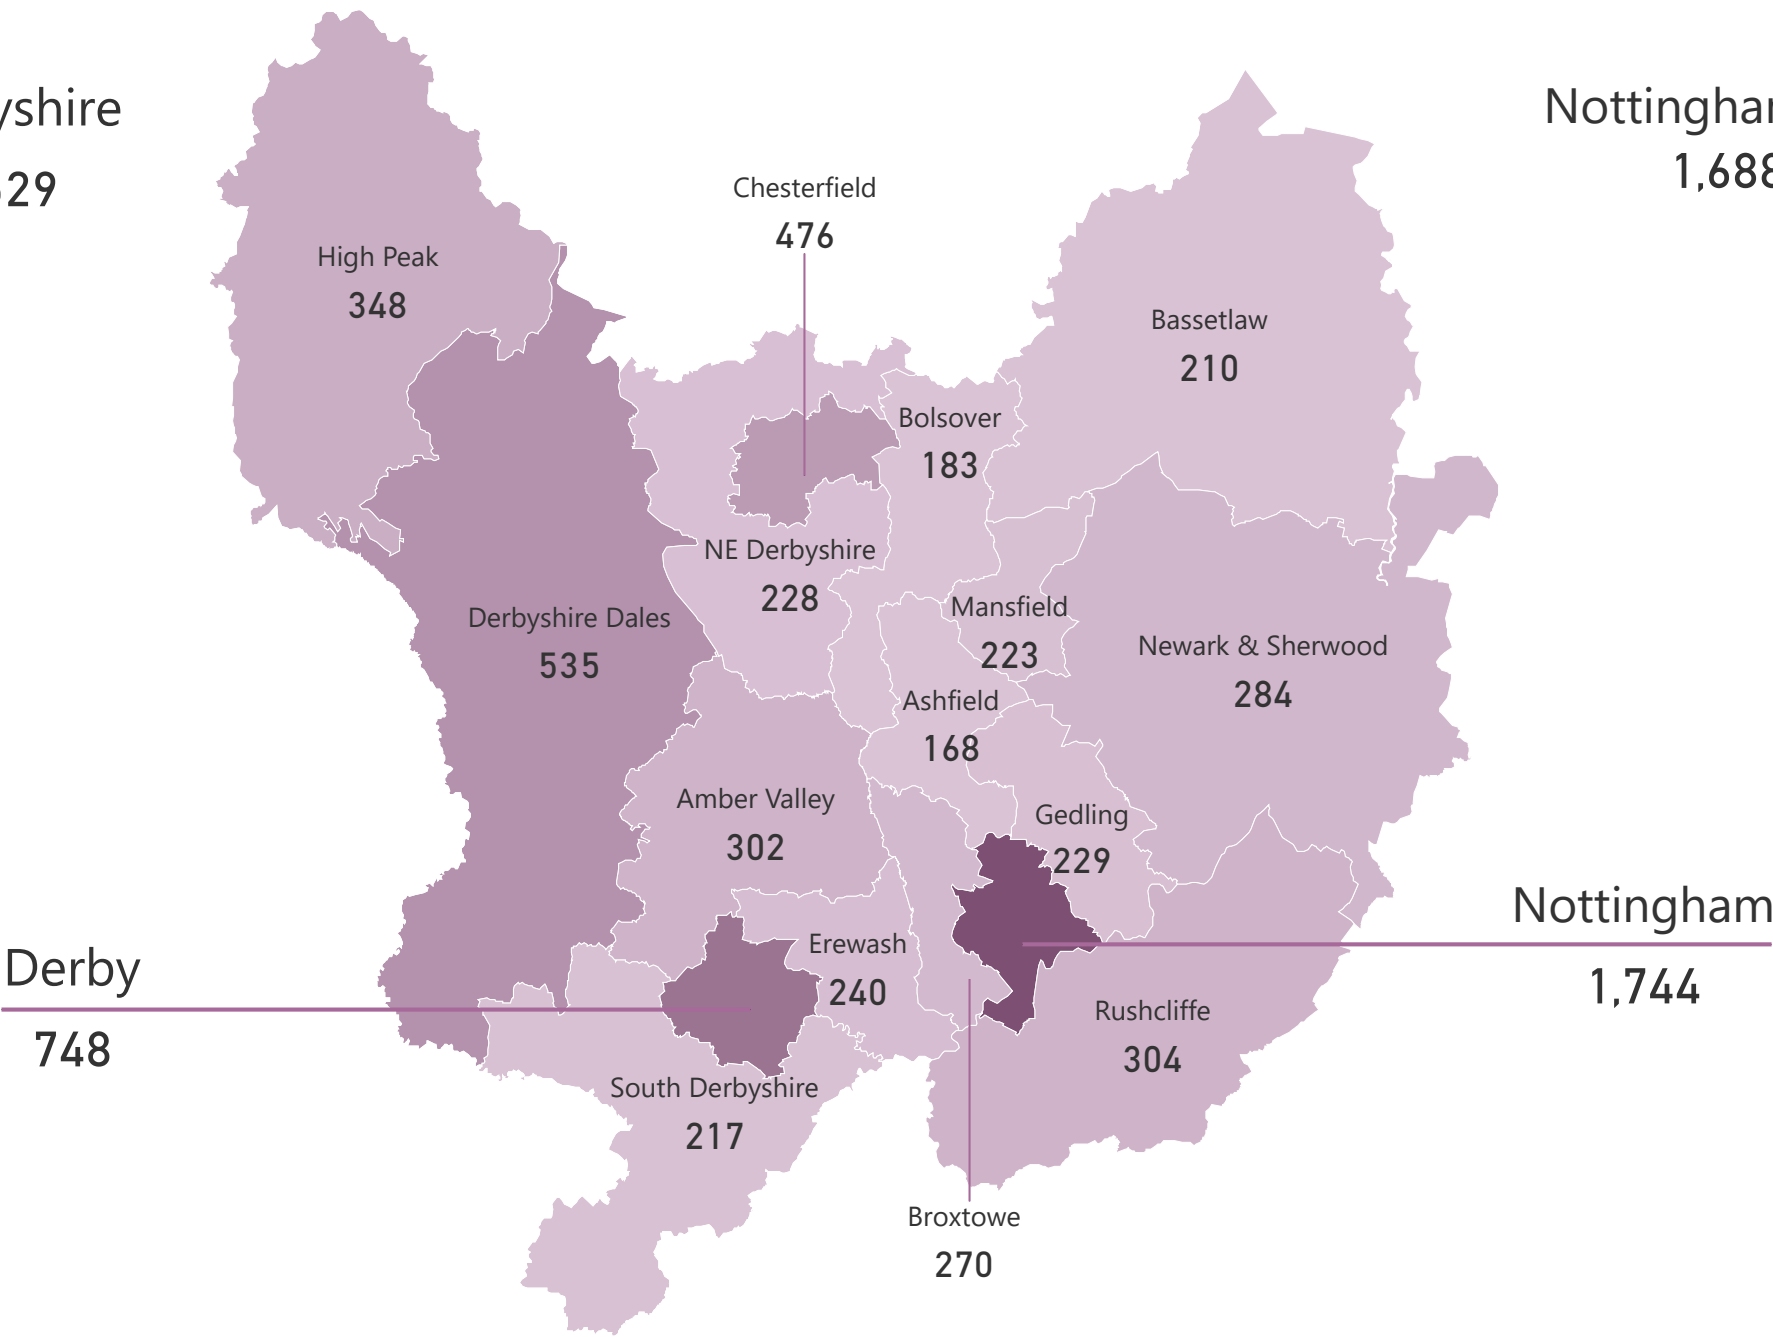 yshire
29
Nottingha
1,688
Chesterfield
476
High Peak
348
Bassetlaw
210
Bolsover
183
NE Derbyshire
228
Mansfield
223
Derbyshire Dales
535
Newark & Sherwood
284
Ashfield
168
Amber Valley
302
Gedling
229
Nottingham
1,744
Erewash
240
Derby
748
Rushcliffe
304
South Derbyshire
217
Broxtowe
270